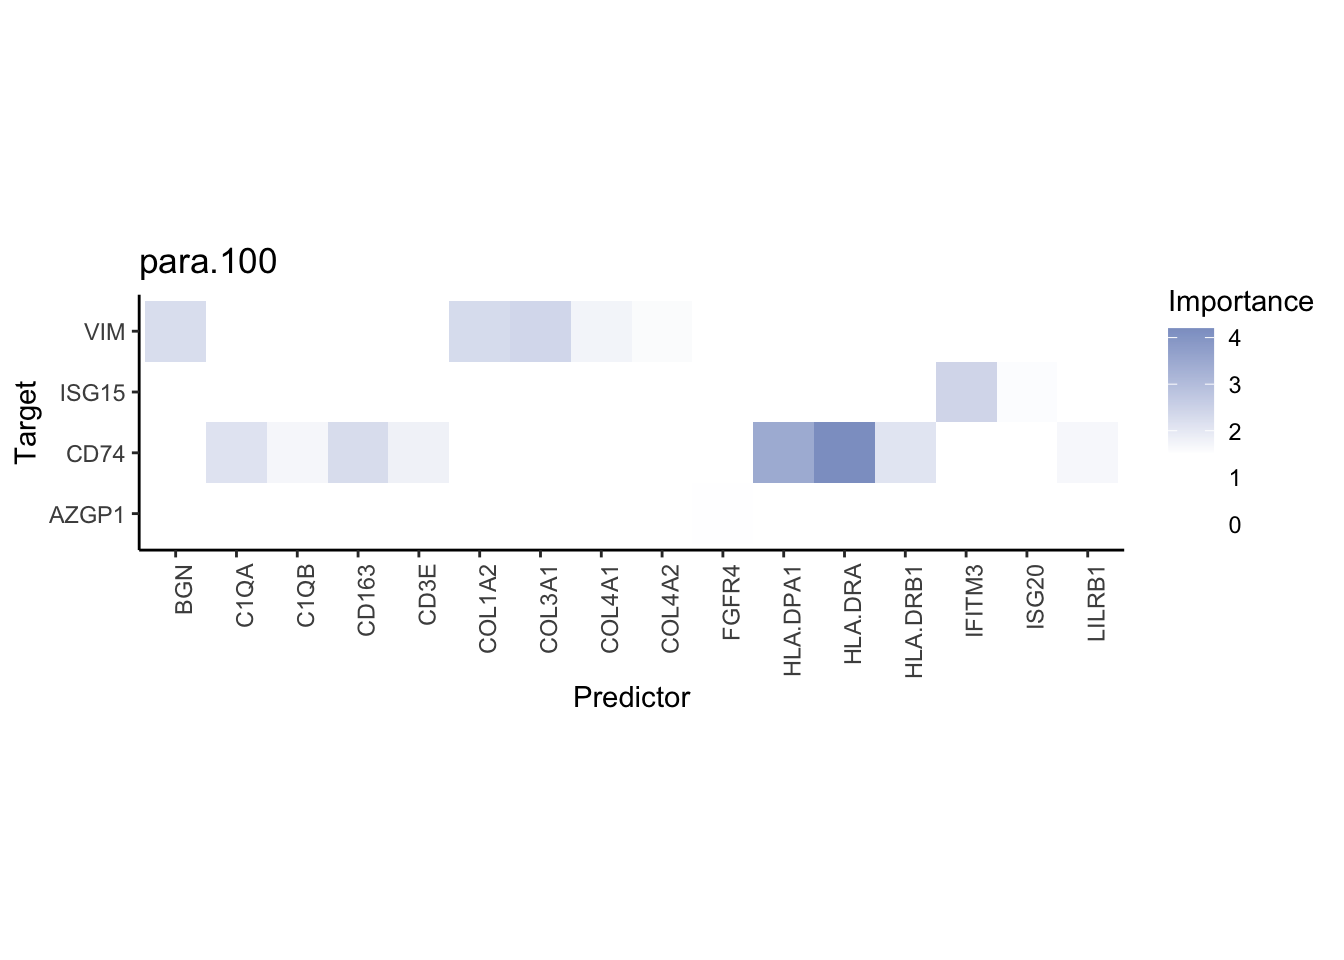 para.100
Importance
4
3
2
1
0
Target
VIM
ISG15
CD74
AZGP1
BGN
C1QA
C1QB
CD163
CD3E
COL1A2
COL3A1
COL4A1
COL4A2
FGFR4
HLA.DPA1
HLA.DRA
HLA.DRB1
IFITM3
ISG20
LILRB1
Predictor